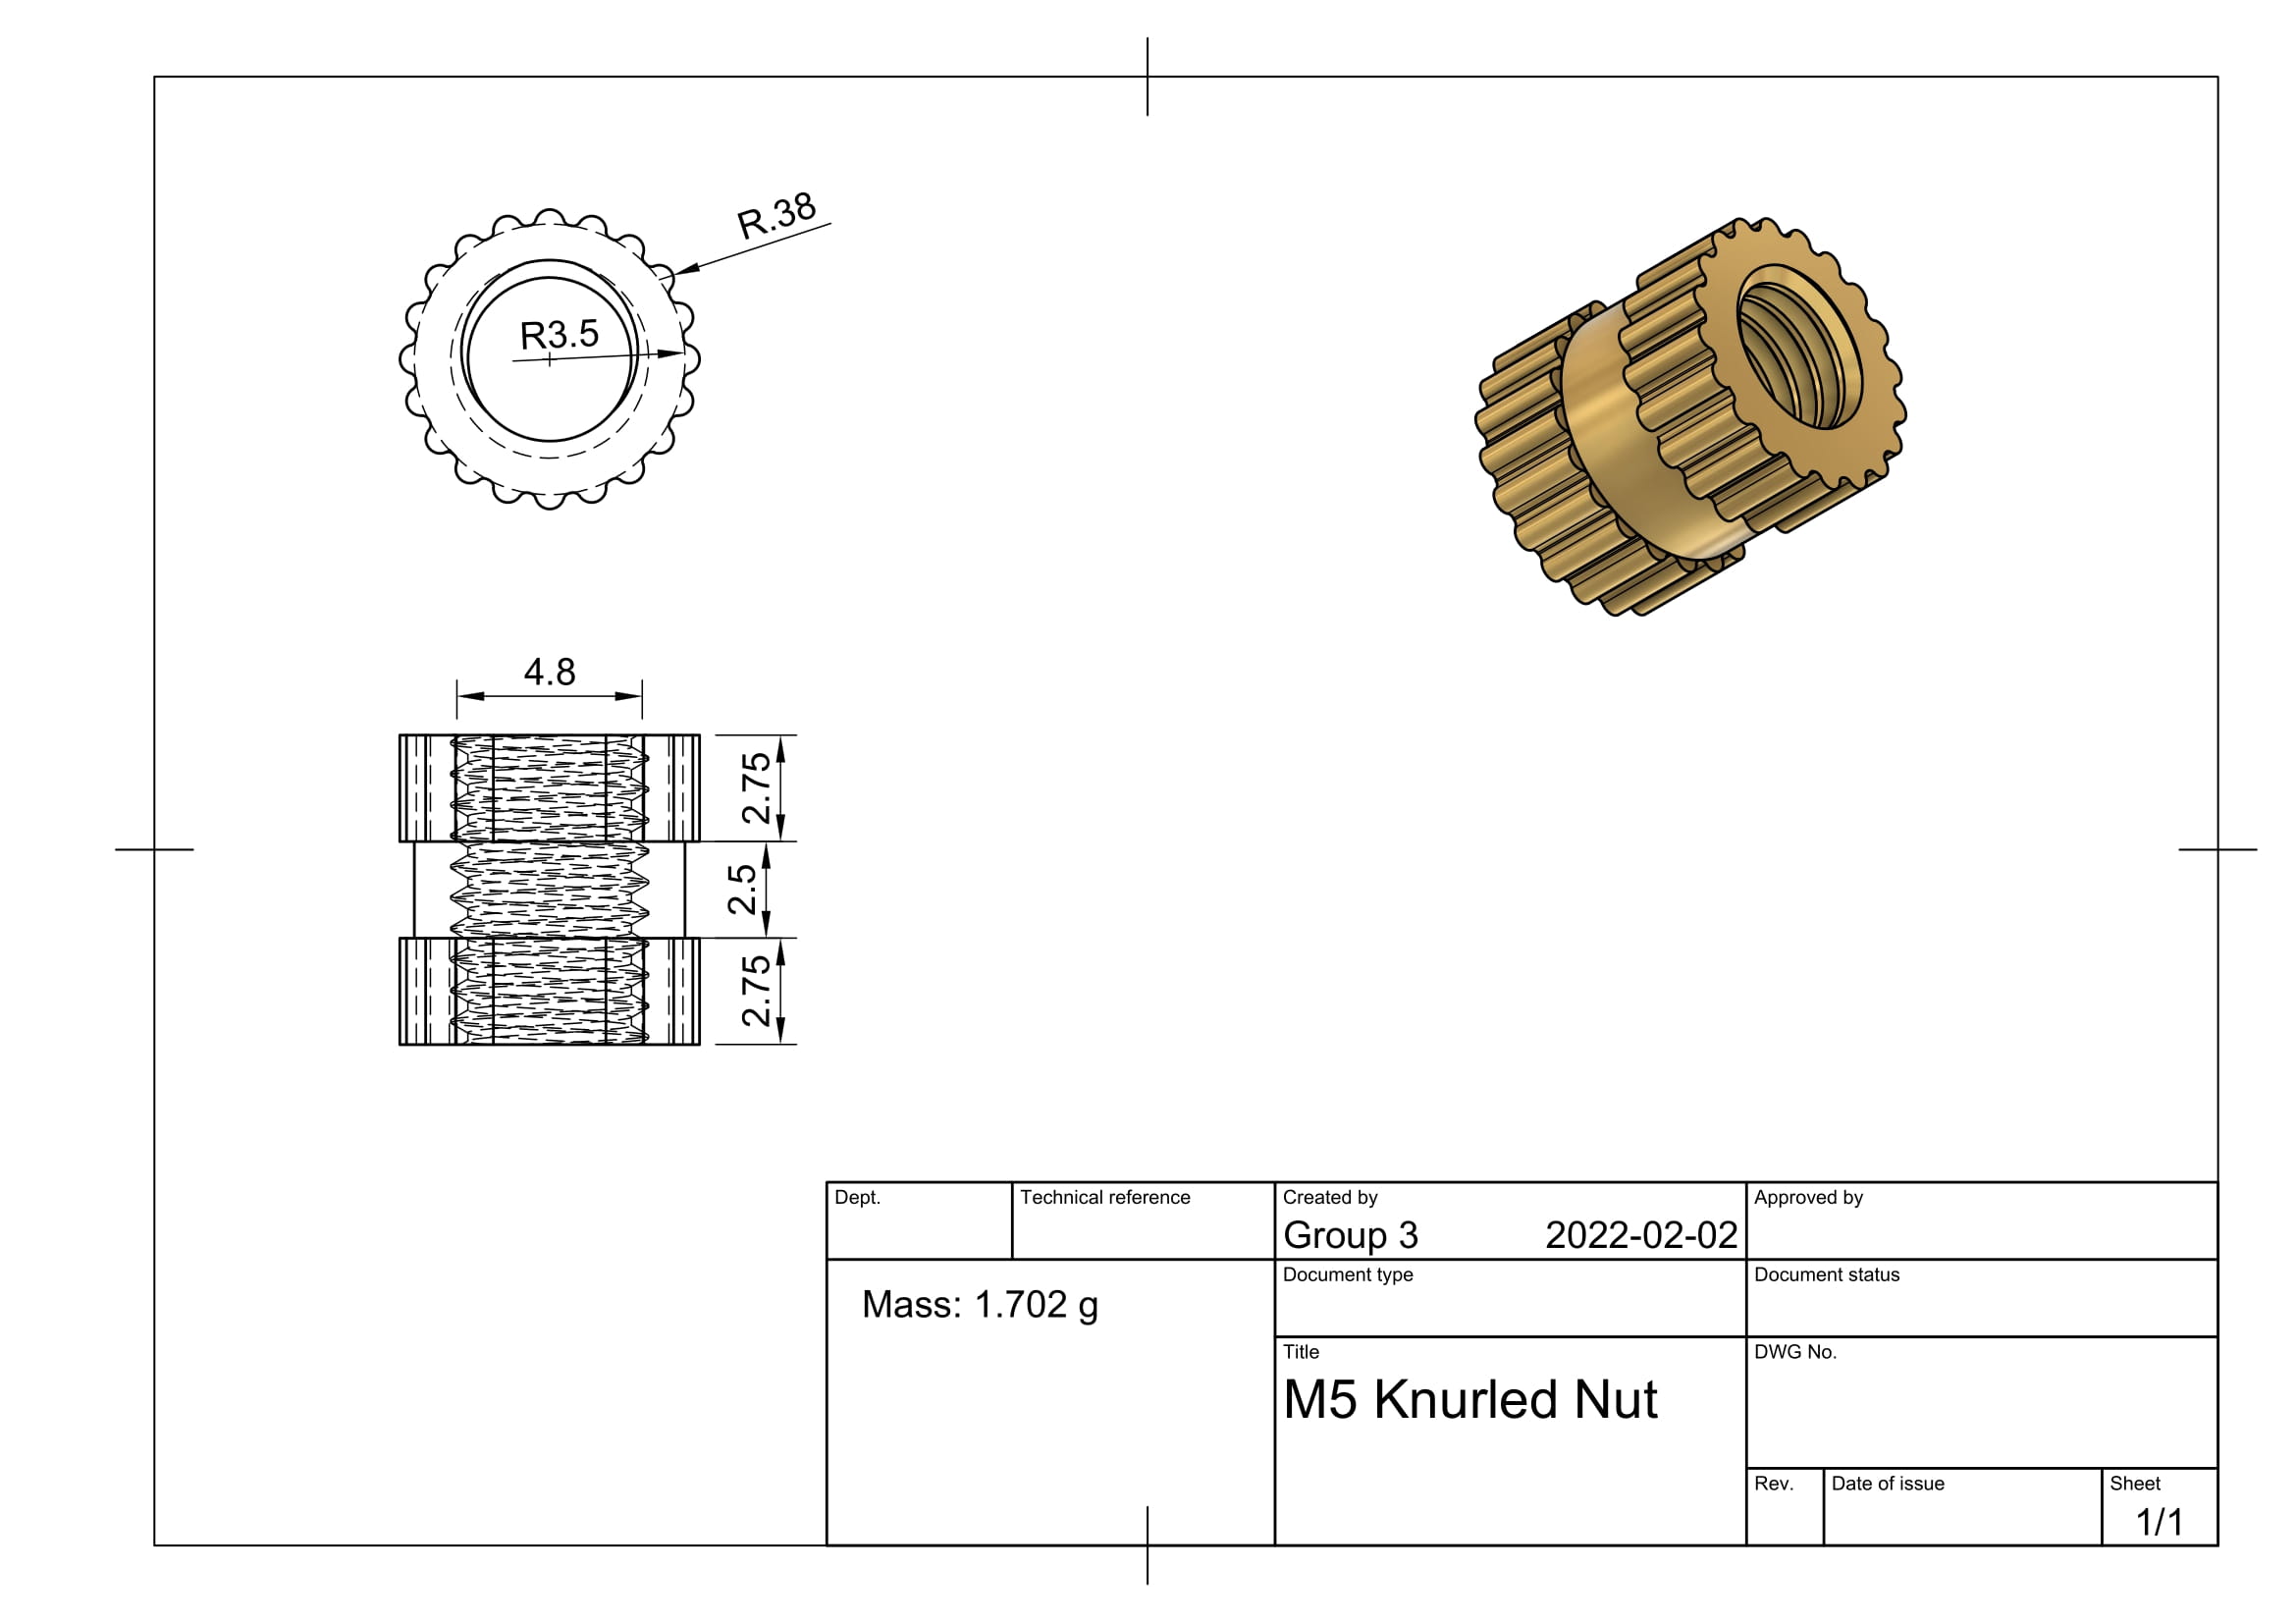 R.38
R3.5
4.8
2.75
2.5
2.75
Dept.
Technical reference
Created by
Group 3 2022-02-02
Approved by
Mass: 1.702 g
Document type
Document status
Title
M5 Knurled Nut
DWG No.
Rev.
Date of issue
Sheet
1/1